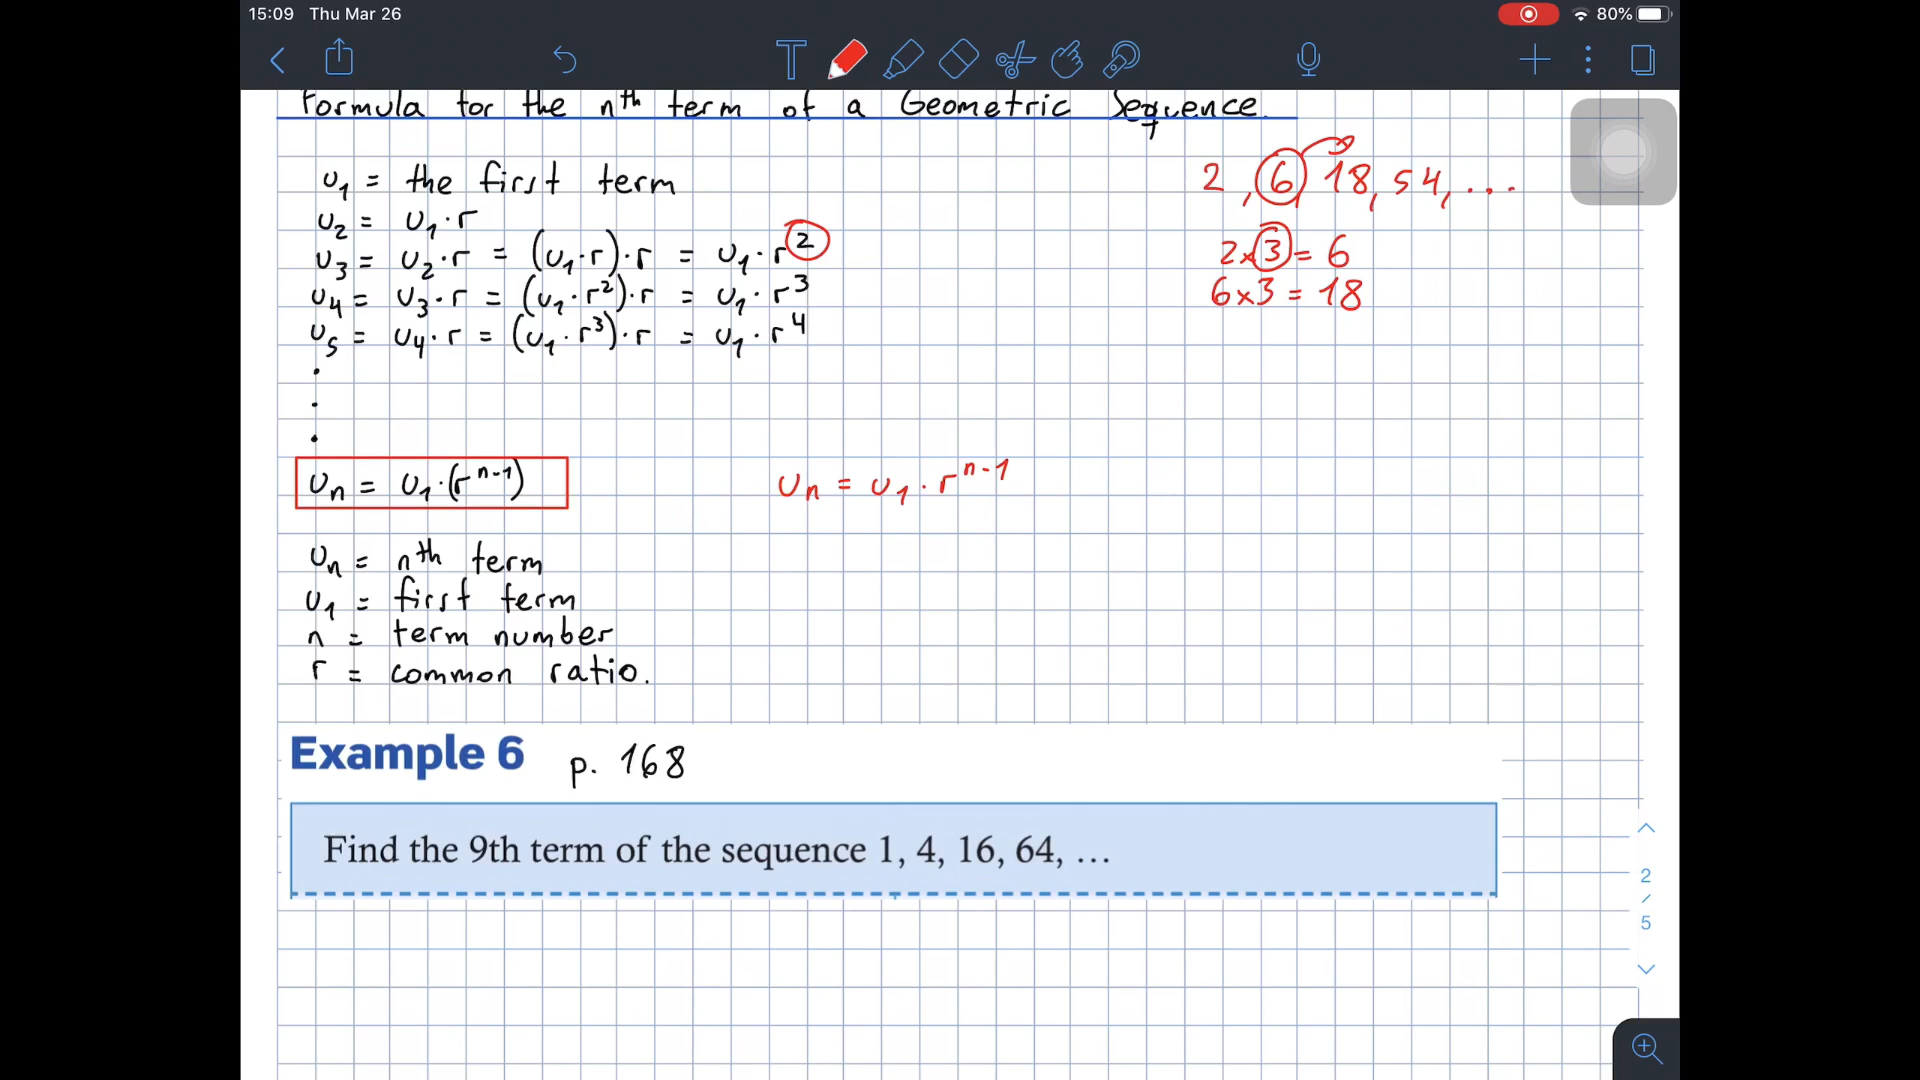 15:09 Thu Mar 26
80%
T
Formula for the nᵗʰ term of a Geometric Sequence.
u₁ = the first term
u₂ = u₁·r
u₃ = u₂·r = (u₁·r)·r = u₁·r²
u₄ = u₃·r = (u₁·r²)·r = u₁·r³
u₅ = u₄·r = (u₁·r³)·r = u₁·r⁴
.
.
.
uₙ = u₁·(rⁿ⁻¹)
uₙ = nᵗʰ term
u₁ = first term
n = term number
r = common ratio.
2, 6, 18, 54, ...
2×3 = 6
6×3 = 18
uₙ = u₁·rⁿ⁻¹
Example 6 p. 168
Find the 9th term of the sequence 1, 4, 16, 64, …
2
/
5